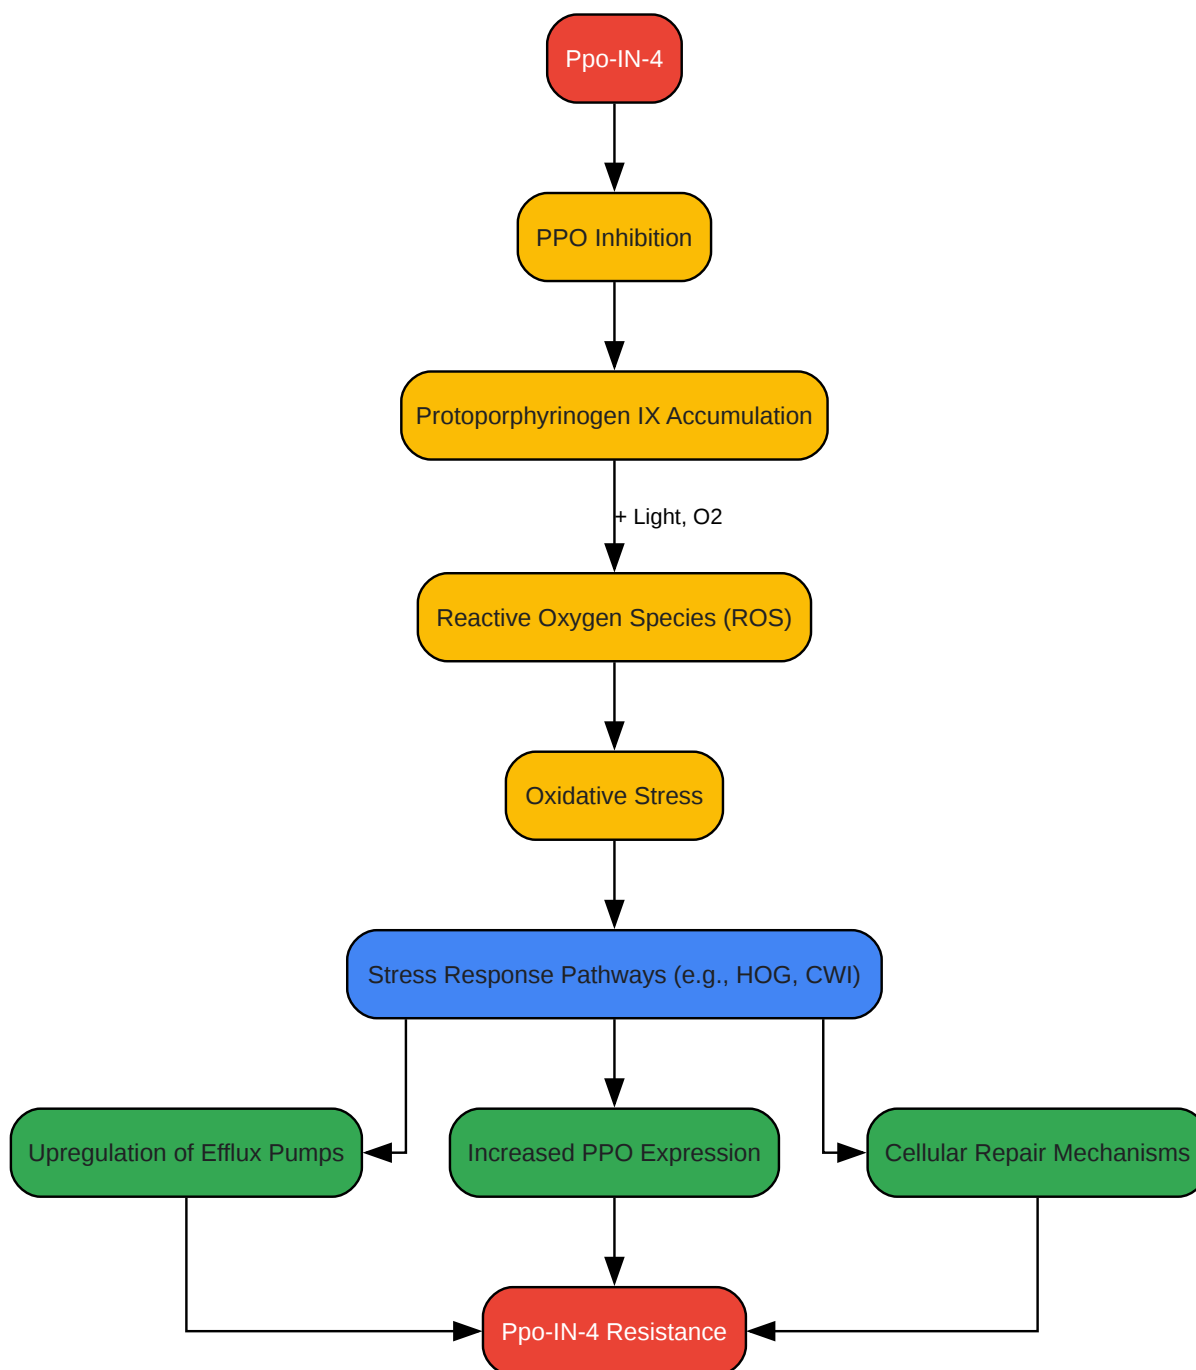 Ppo-IN-4
PPO Inhibition
Protoporphyrinogen IX Accumulation
+ Light, O2
Reactive Oxygen Species (ROS)
Oxidative Stress
Stress Response Pathways (e.g., HOG, CWI)
Upregulation of Efflux Pumps
Increased PPO Expression
Cellular Repair Mechanisms
Ppo-IN-4 Resistance